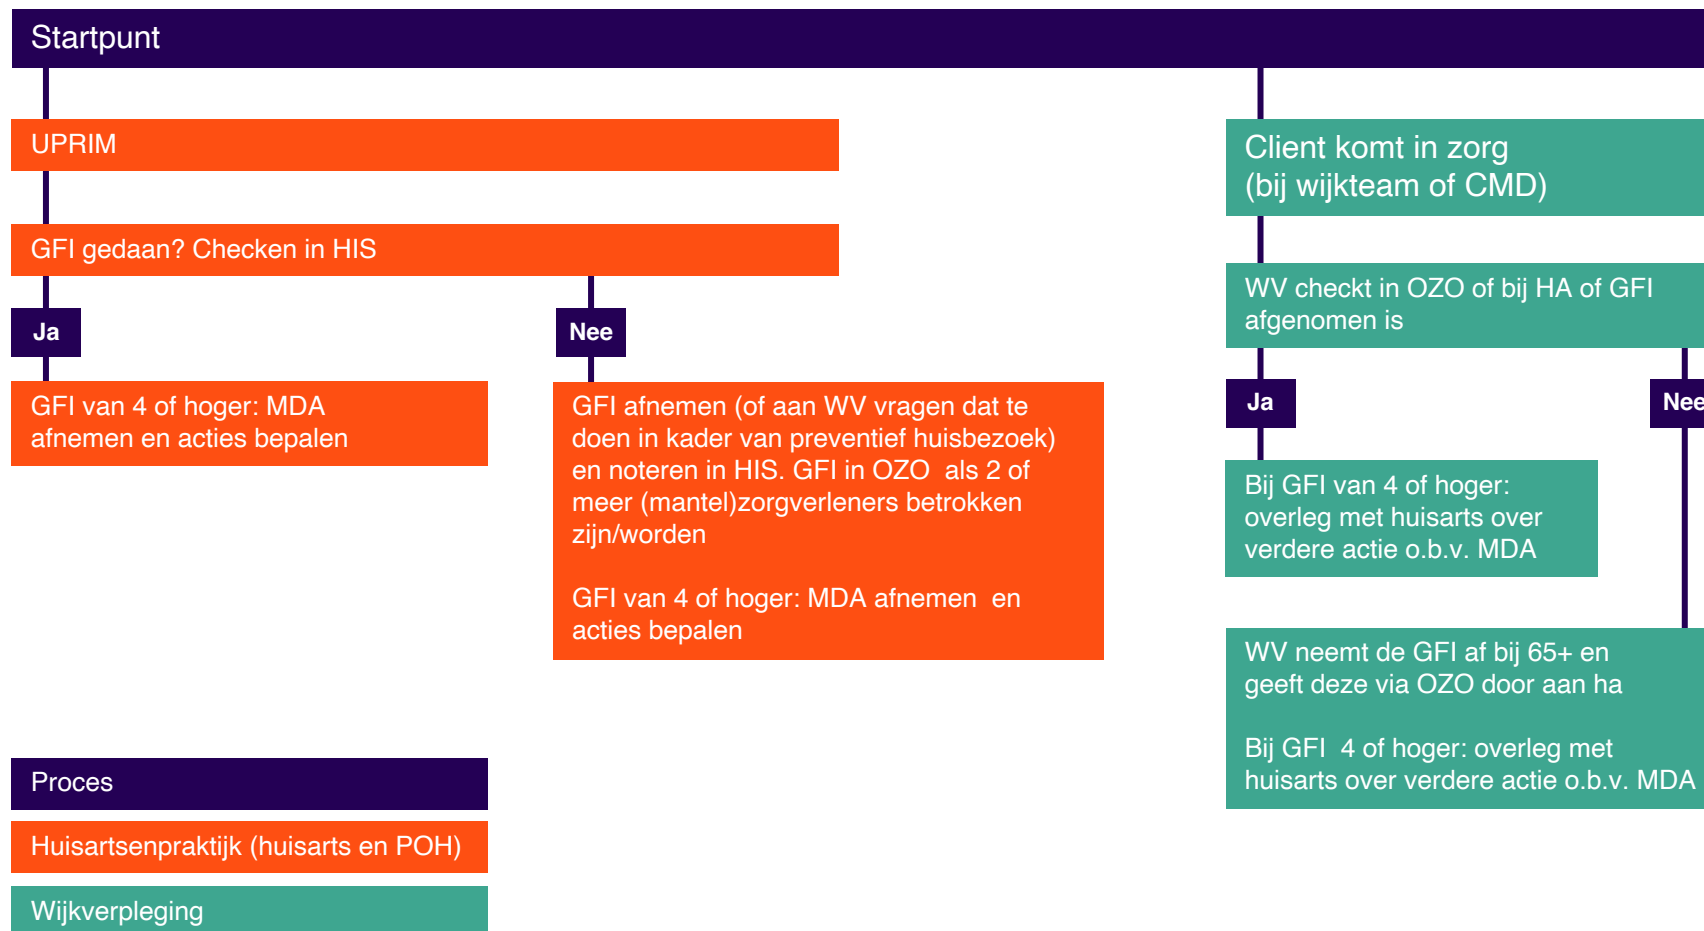 Startpunt
UPRIM
GFI gedaan? Checken in HIS
Ja
Nee
GFI van 4 of hoger: MDA
afnemen en acties bepalen
GFI afnemen (of aan WV vragen dat te
doen in kader van preventief huisbezoek)
en noteren in HIS. GFI in OZO  als 2 of
meer (mantel)zorgverleners betrokken
zijn/worden
GFI van 4 of hoger: MDA afnemen  en
acties bepalen
Client komt in zorg
(bij wijkteam of CMD)
WV checkt in OZO of bij HA of GFI
afgenomen is
Ja
Nee
Bij GFI van 4 of hoger:
overleg met huisarts over
verdere actie o.b.v. MDA
WV neemt de GFI af bij 65+ en
geeft deze via OZO door aan ha
Bij GFI  4 of hoger: overleg met
huisarts over verdere actie o.b.v. MDA
Proces
Huisartsenpraktijk (huisarts en POH)
Wijkverpleging